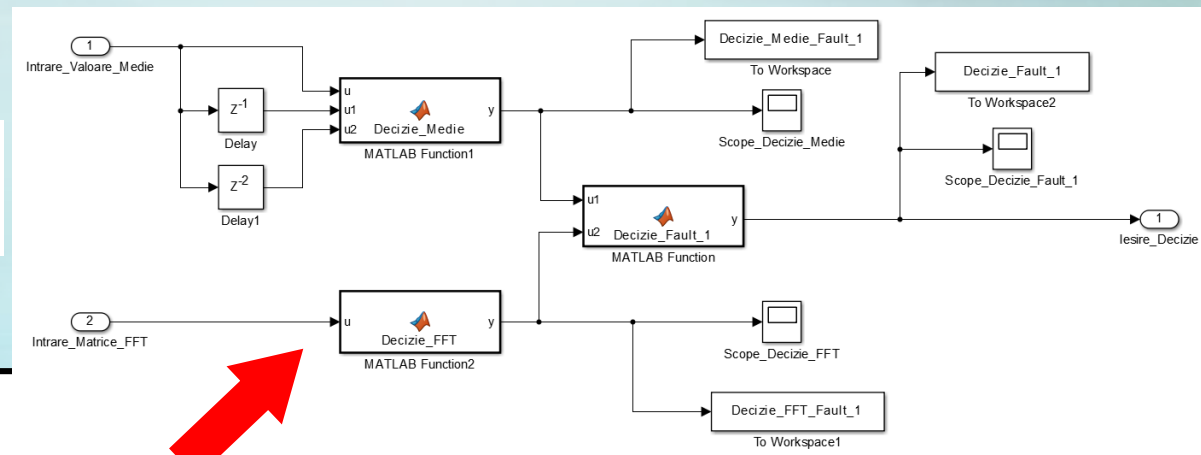 1
Intrare_Valoare_Medie
Z-1
Delay
Z-2
Delay1
u
u1
u2
y
Decizie_Medie
MATLAB Function1
Decizie_Medie_Fault_1
To Workspace
Scope_Decizie_Medie
Decizie_Fault_1
To Workspace2
Scope_Decizie_Fault_1
u1
u2
y
Decizie_Fault_1
MATLAB Function
1
Iesire_Decizie
2
Intrare_Matrice_FFT
u
y
Decizie_FFT
MATLAB Function2
Scope_Decizie_FFT
Decizie_FFT_Fault_1
To Workspace1